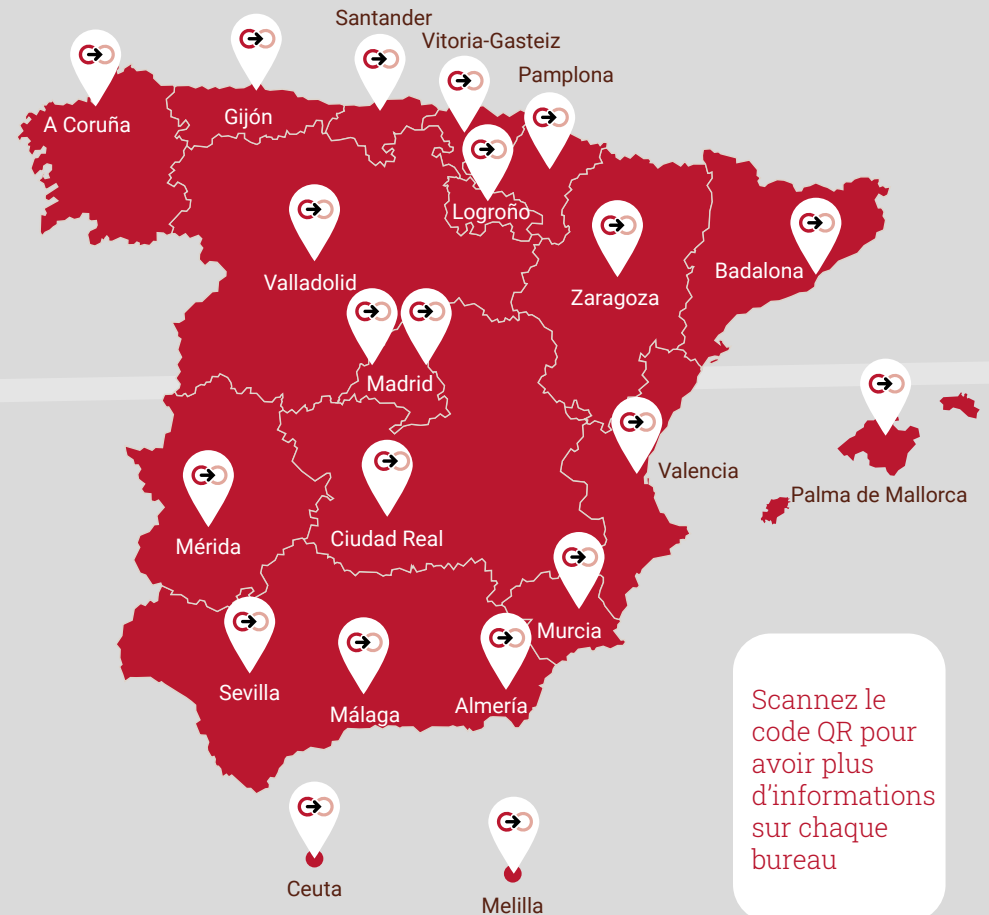 Santander
Vitoria-Gasteiz
Pamplona
A Coruña
Gijón
Logroño
Valladolid
Zaragoza
Badalona
Madrid
Valencia
Palma de Mallorca
Mérida
Ciudad Real
Murcia
Sevilla
Málaga
Almería
Ceuta
Melilla
Scannez le
code QR pour
avoir plus
d'informations
sur chaque
bureau